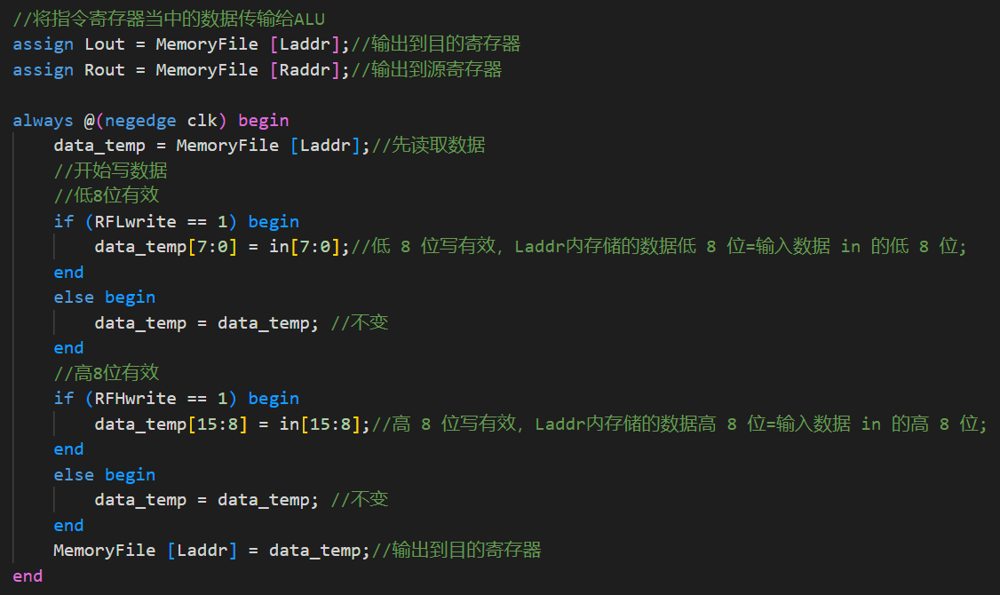 //将指令寄存器当中的数据传输给ALU
assign Lout = MemoryFile [Laddr];//输出到目的寄存器
assign Rout = MemoryFile [Raddr];//输出到源寄存器
always @(negedge clk) begin
data_temp = MemoryFile [Laddr];//先读取数据
//开始写数据
//低8位有效
if (RFLwrite == 1) begin
data_temp[7:0] = in[7:0];//低 8 位写有效，Laddr内存储的数据低 8 位=输入数据 in 的低 8 位;
end
else begin
data_temp = data_temp; //不变
end
//高8位有效
if (RFHwrite == 1) begin
data_temp[15:8] = in[15:8];//高 8 位写有效，Laddr内存储的数据高 8 位=输入数据 in 的高 8 位;
end
else begin
data_temp = data_temp; //不变
end
MemoryFile [Laddr] = data_temp;//输出到目的寄存器
end